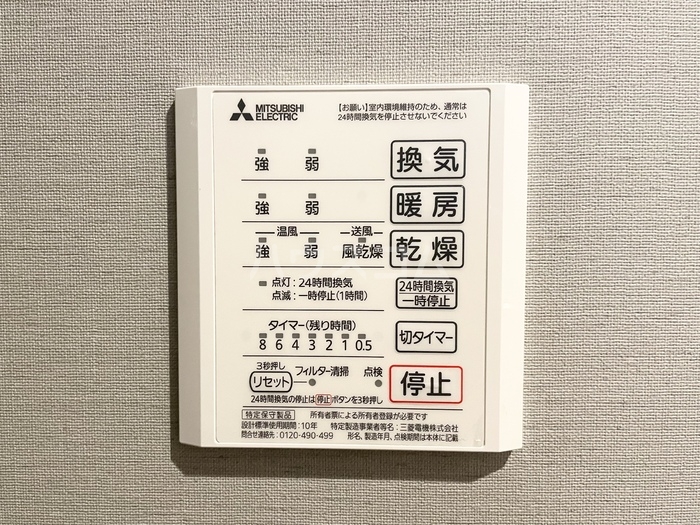 MITSUBISHI
ELECTRIC
【お願い】室内環境維持のため、通常は
24時間換気を停止させないでください
強 弱 換気
強 弱 暖房
温風 送風
強 弱 風乾燥 乾燥
点灯：24時間換気
点滅：一時停止(1時間)
24時間換気
一時停止
タイマー(残り時間)
8 6 4 3 2 1 0.5
切タイマー
3秒押し
リセット フィルター清掃 点検
停止
24時間換気の停止は停止ボタンを3秒押し
特定保守製品 所有者票による所有者登録が必要です
設計標準使用期間：10年 特定製造事業者等名：三菱電機株式会社
問合せ連絡先：0120-490-499 形名、製造年月、点検期間は本体に記載